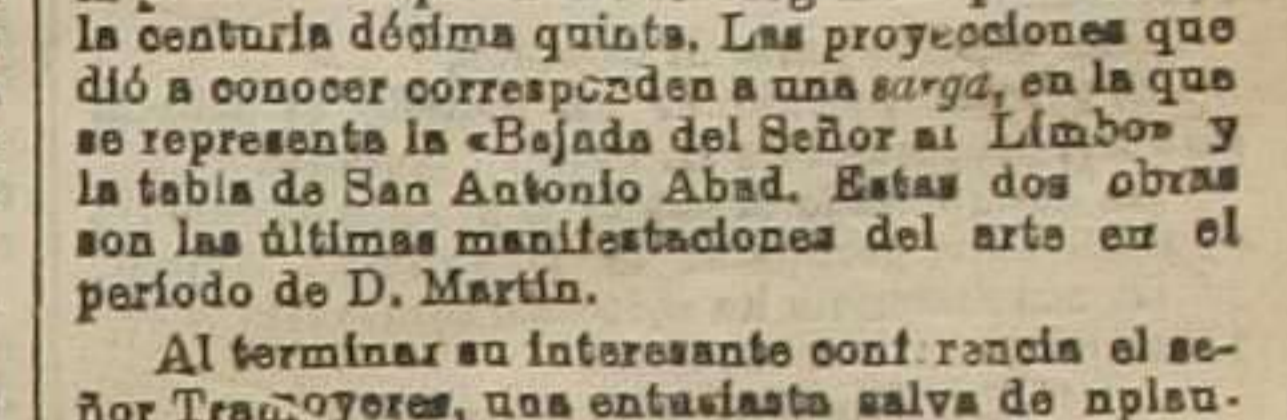 la centuria décima quinta. Las proyecciones que
dió a conocer corresponden a una sarga, en la que
se representa la «Bajada del Señor al Limbo» y
la tabla de San Antonio Abad. Estas dos obras
son las últimas manifestaciones del arte en el
período de D. Martín.
Al terminar su interesante conferencia el se-
ñor Tramoyeres, una entusiasta salva de aplau-